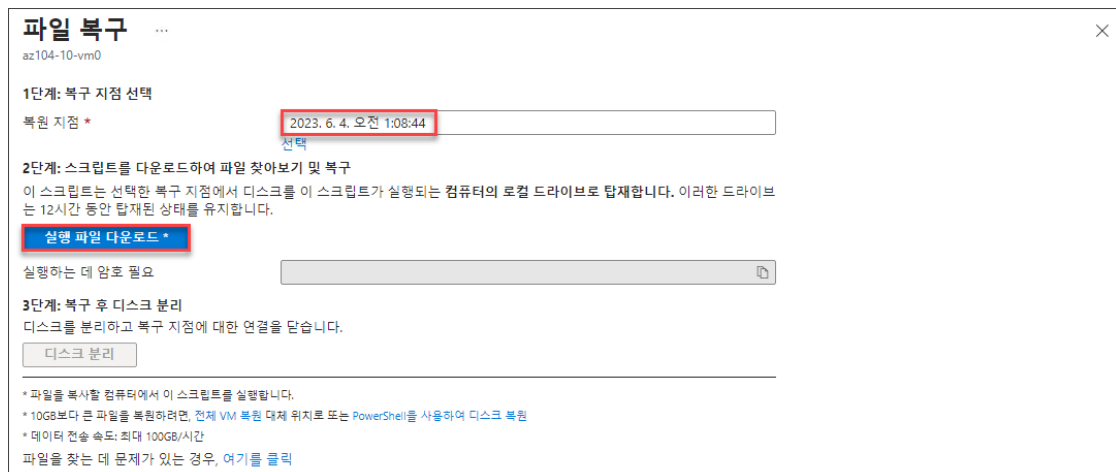 파일 복구 ...
az104-10-vm0
1단계: 복구 지점 선택
복원 지점 * 2023. 6. 4. 오전 1:08:44
선택
2단계: 스크립트를 다운로드하여 파일 찾아보기 및 복구
이 스크립트는 선택한 복구 지점에서 디스크를 이 스크립트가 실행되는 컴퓨터의 로컬 드라이브로 탑재합니다. 이러한 드라이브
는 12시간 동안 탑재된 상태를 유지합니다.
실행 파일 다운로드 *
실행하는 데 암호 필요
3단계: 복구 후 디스크 분리
디스크를 분리하고 복구 지점에 대한 연결을 닫습니다.
디스크 분리
* 파일을 복사할 컴퓨터에서 이 스크립트를 실행합니다.
* 10GB보다 큰 파일을 복원하려면, 전체 VM 복원 대체 위치로 또는 PowerShell을 사용하여 디스크 복원
* 데이터 전송 속도: 최대 100GB/시간
파일을 찾는 데 문제가 있는 경우, 여기를 클릭